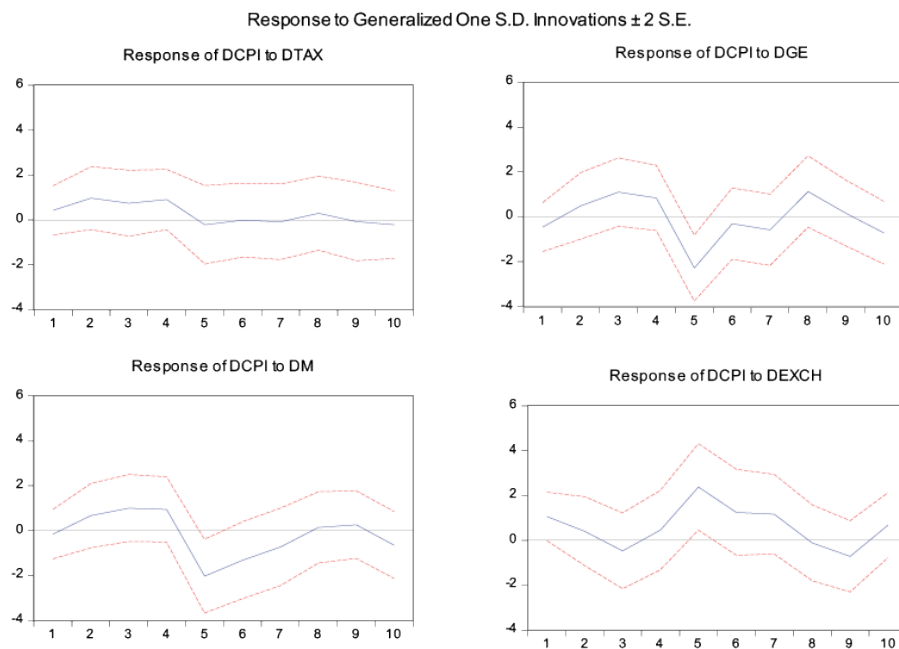 Response to Generalized One S.D. Innovations ± 2 S.E.
Response of DCPI to DTAX
6
4
2
0
-2
-4
1 2 3 4 5 6 7 8 9 10
Response of DCPI to DGE
6
4
2
0
-2
-4
1 2 3 4 5 6 7 8 9 10
Response of DCPI to DM
6
4
2
0
-2
-4
1 2 3 4 5 6 7 8 9 10
Response of DCPI to DEXCH
6
4
2
0
-2
-4
1 2 3 4 5 6 7 8 9 10